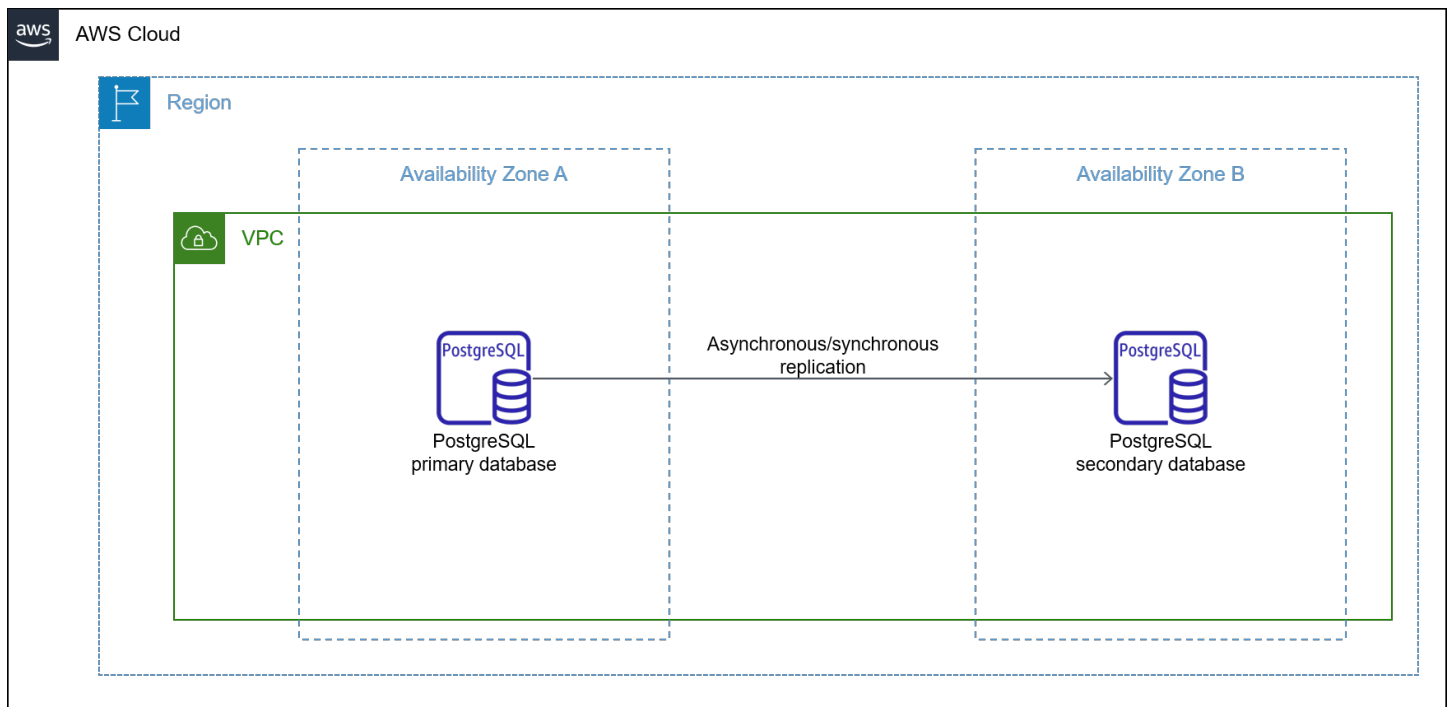 aws
AWS Cloud
Region
Availability Zone A
Availability Zone B
VPC
Asynchronous/synchronous
replication
PostgreSQL
PostgreSQL
PostgreSQL
primary database
PostgreSQL
secondary database